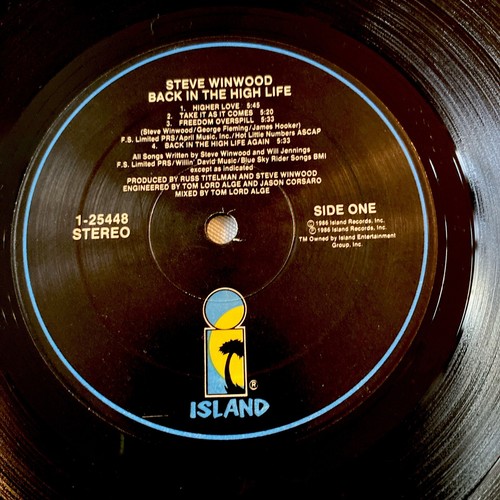 STEVE WINWOOD
BACK IN THE HIGH LIFE
1. HIGHER LOVE 5:45
2. TAKE IT AS IT COMES 5:20
3. FREEDOM OVERSPILL 5:33
(Steve Winwood/George Fleming/James Hooker)
F.S. Limited PRS/April Music, Inc./Hot Little Numbers ASCAP
4. BACK IN THE HIGH LIFE AGAIN 5:33
All Songs Written by Steve Winwood and Will Jennings
F.S. Limited PRS/Willin' David Music/Blue Sky Rider Songs BMI
except as indicated
PRODUCED BY RUSS TITELMAN AND STEVE WINWOOD
ENGINEERED BY TOM LORD ALGE AND JASON CORSARO
MIXED BY TOM LORD ALGE
1-25448
STEREO
SIDE ONE
© 1986 Island Records, Inc.
℗ 1986 Island Records, Inc.
TM Owned by Island Entertainment
Group, Inc.
®
ISLAND